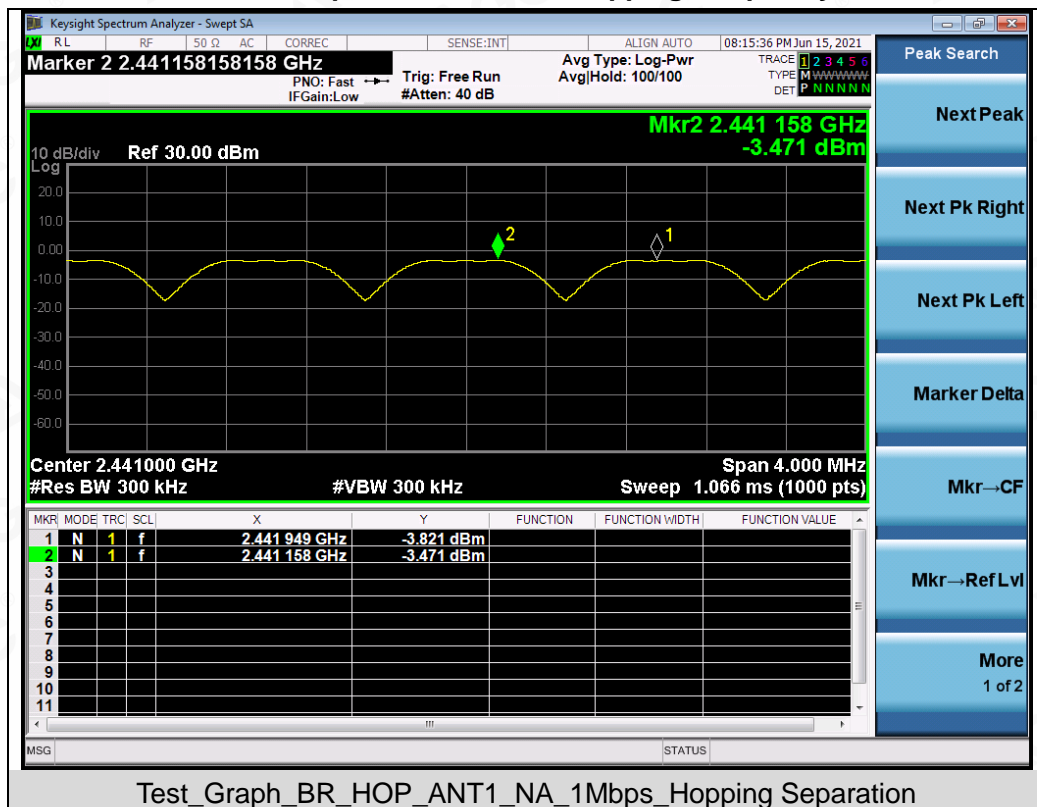 Keysight Spectrum Analyzer - Swept SA
LXI RL RF 50 Ω AC CORREC SENSE:INT ALIGN AUTO 08:15:36 PM Jun 15, 2021
Marker 2 2.441158158158 GHz
PNO: Fast
IFGain:Low
Trig: Free Run
#Atten: 40 dB
Avg Type: Log-Pwr
Avg|Hold: 100/100
TRACE 1 2 3 4 5 6
TYPE M WWWWW
DET P N N N N N
Peak Search
Mkr2 2.441 158 GHz
-3.471 dBm
10 dB/div Ref 30.00 dBm
Log
20.0
10.0
0.00
-10.0
-20.0
-30.0
-40.0
-50.0
-60.0
2
1
Center 2.441000 GHz Span 4.000 MHz
#Res BW 300 kHz #VBW 300 kHz Sweep 1.066 ms (1000 pts)
MKR MODE TRC SCL X Y FUNCTION FUNCTION WIDTH FUNCTION VALUE
1 N 1 f 2.441 949 GHz -3.821 dBm
2 N 1 f 2.441 158 GHz -3.471 dBm
3
4
5
6
7
8
9
10
11
MSG STATUS
Next Peak
Next Pk Right
Next Pk Left
Marker Delta
Mkr→CF
Mkr→Ref Lvl
More
1 of 2
Test_Graph_BR_HOP_ANT1_NA_1Mbps_Hopping Separation